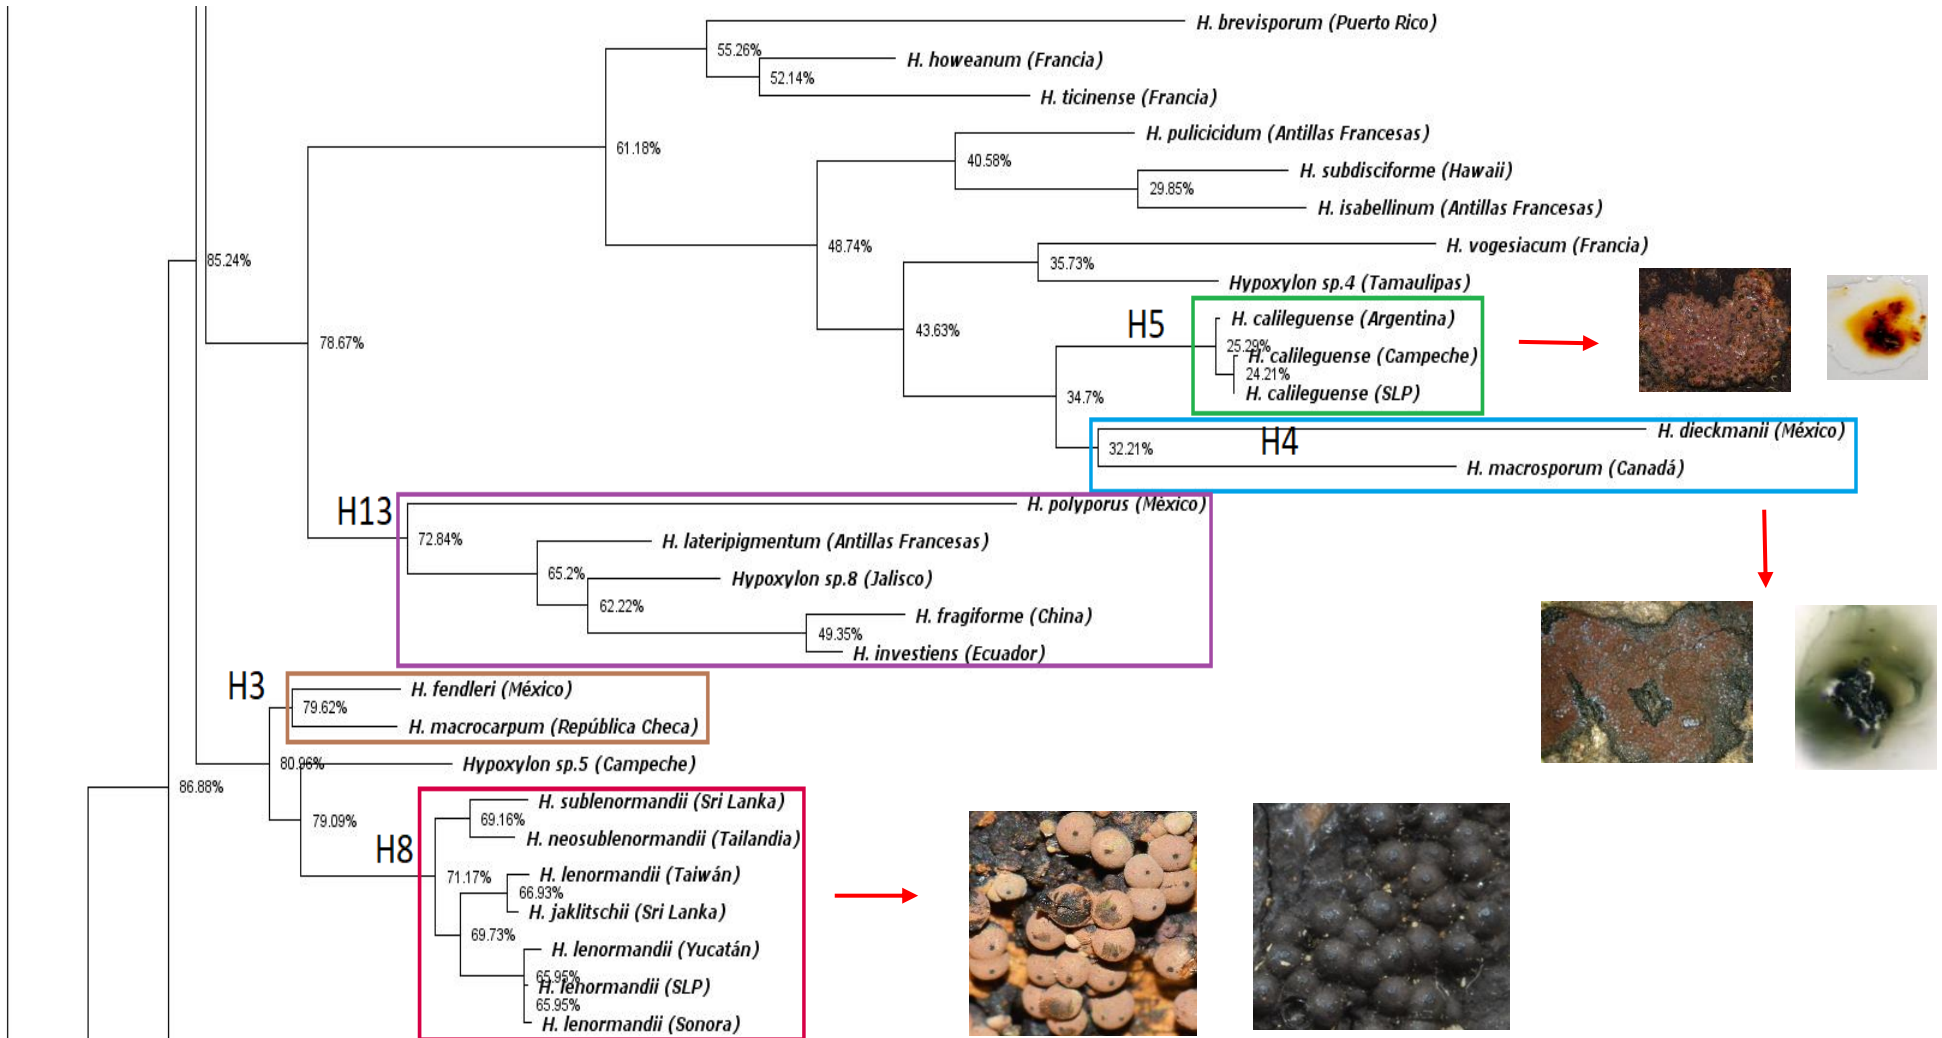 H. brevisporum (Puerto Rico)
55.26%
H. howeanum (Francia)
52.14%
H. ticinense (Francia)
61.18%
H. pulicicidum (Antillas Francesas)
40.58%
H. subdisciforme (Hawaii)
29.85%
H. isabellinum (Antillas Francesas)
48.74%
H. vogesiacum (Francia)
35.73%
Hypoxylon sp.4 (Tamaulipas)
85.24%
78.67%
43.63%
H5
H. calileguense (Argentina)
25.29%
H. calileguense (Campeche)
24.21%
H. calileguense (SLP)
34.7%
H4
H. dieckmanii (México)
32.21%
H. macrosporum (Canadá)
H13
H. polyporus (México)
72.84%
H. lateripigmentum (Antillas Francesas)
65.2%
Hypoxylon sp.8 (Jalisco)
62.22%
H. fragiforme (China)
49.35%
H. investiens (Ecuador)
H3
H. fendleri (México)
79.62%
H. macrocarpum (República Checa)
80.96%
Hypoxylon sp.5 (Campeche)
86.88%
79.09%
H8
H. sublenormandii (Sri Lanka)
69.16%
H. neosublenormandii (Tailandia)
71.17%
H. lenormandii (Taiwán)
66.93%
H. jaklitschii (Sri Lanka)
69.73%
H. lenormandii (Yucatán)
65.95%
H. lenormandii (SLP)
65.95%
H. lenormandii (Sonora)